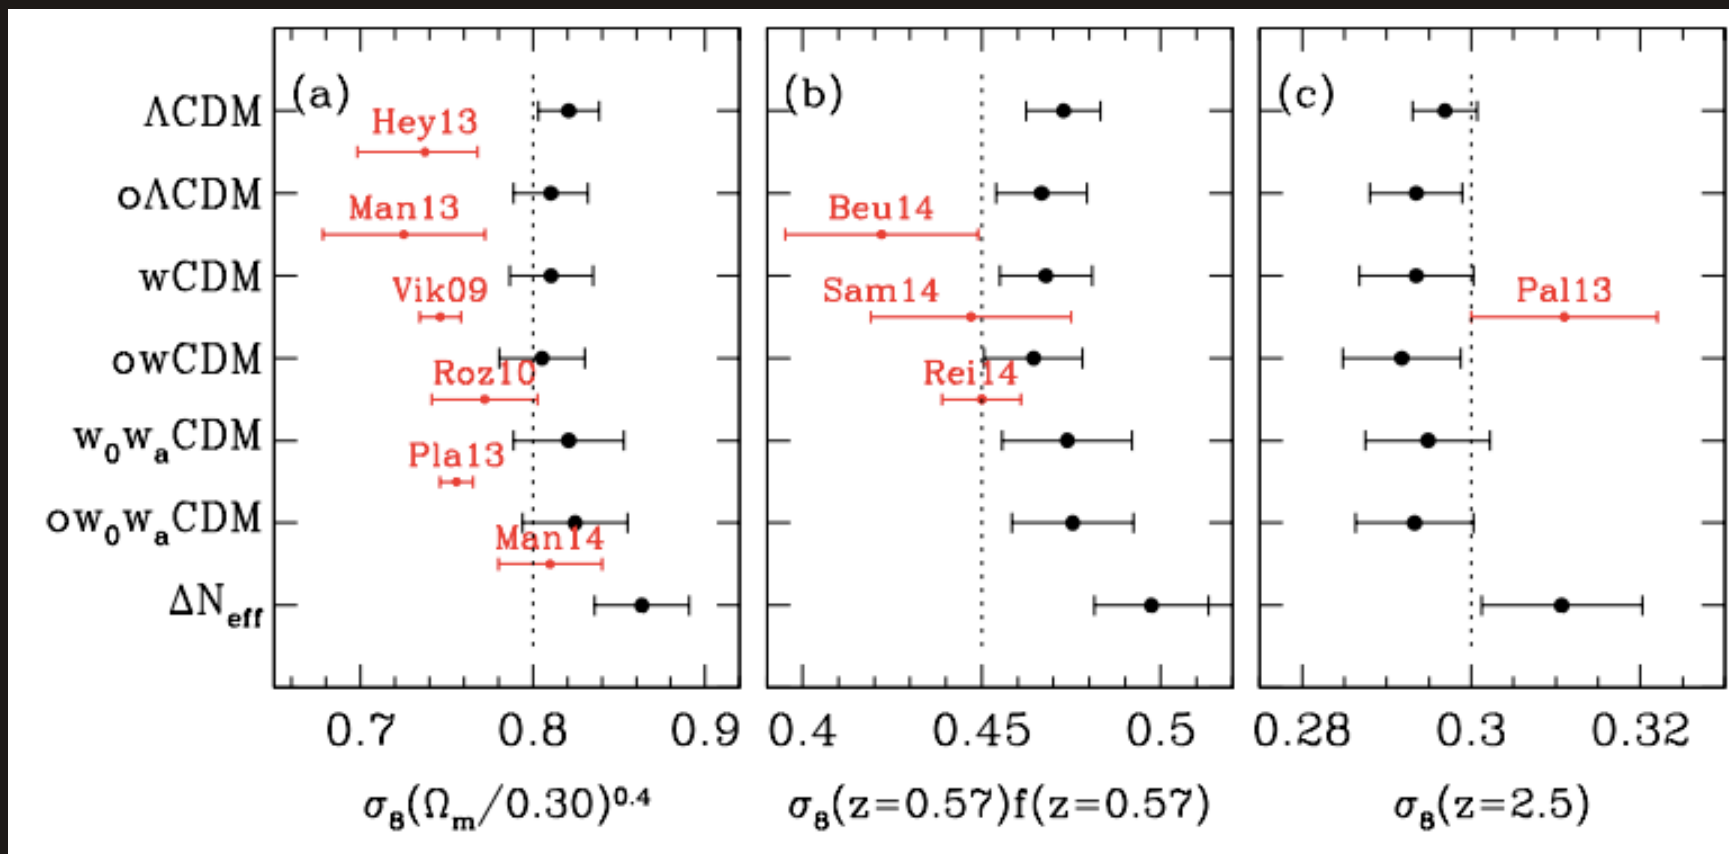 (a) (b) (c)
ΛCDM
Hey13
oΛCDM
Man13 Beu14
wCDM
Vik09 Sam14 Pal13
owCDM
Roz10 Rei14
w₀wₐCDM
Pla13
ow₀wₐCDM
Man14
ΔN_eff
0.7 0.8 0.9 0.4 0.45 0.5 0.28 0.3 0.32
σ₈(Ωₘ/0.30)⁰·⁴ σ₈(z=0.57)f(z=0.57) σ₈(z=2.5)